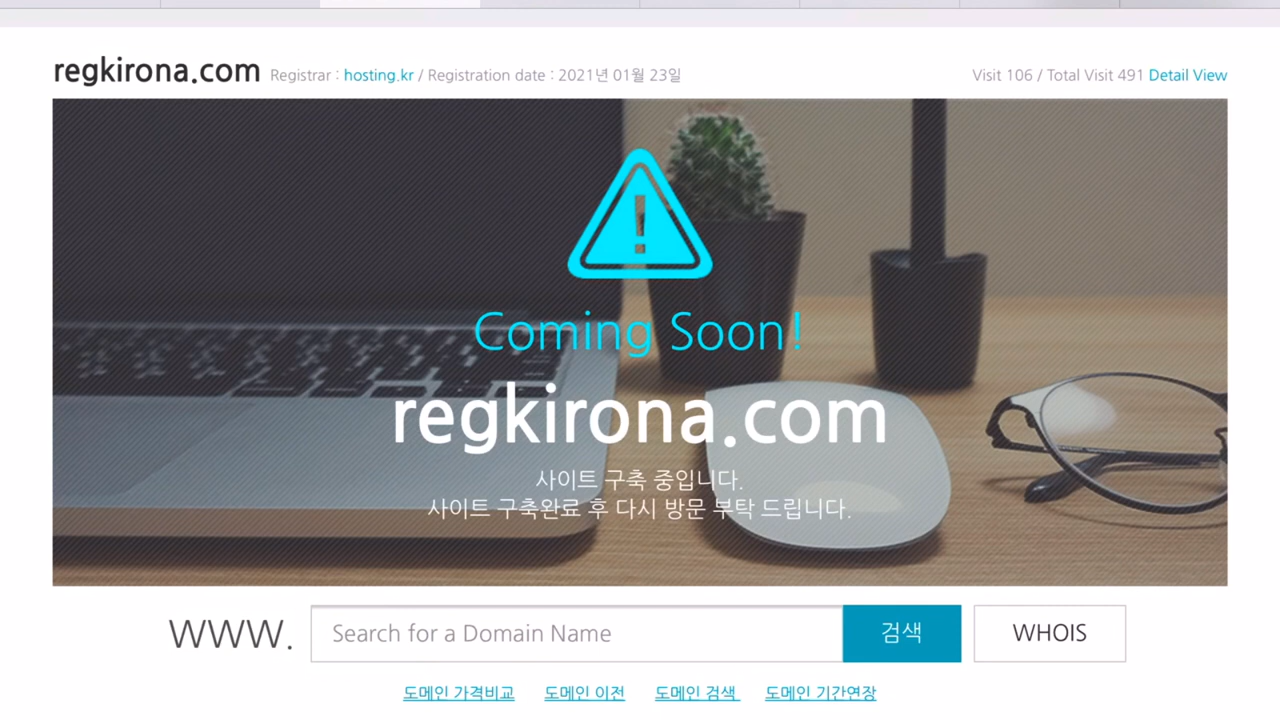 regkirona.com Registrar : hosting.kr / Registration date : 2021년 01월 23일 Visit 106 / Total Visit 491 Detail View
Coming Soon!
regkirona.com
사이트 구축 중입니다.
사이트 구축완료 후 다시 방문 부탁 드립니다.
WWW. Search for a Domain Name 검색 WHOIS
도메인 가격비교 도메인 이전 도메인 검색 도메인 기간연장